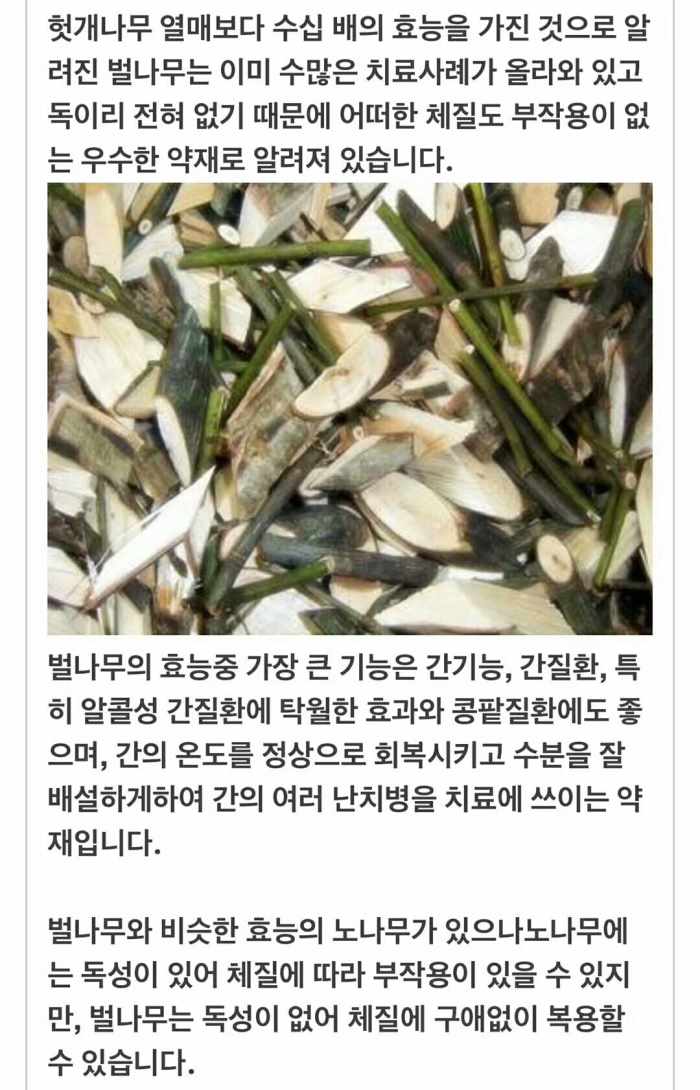 헛개나무 열매보다 수십 배의 효능을 가진 것으로 알
려진 벌나무는 이미 수많은 치료사례가 올라와 있고
독이리 전혀 없기 때문에 어떠한 체질도 부작용이 없
는 우수한 약재로 알려져 있습니다.
벌나무의 효능중 가장 큰 기능은 간기능, 간질환, 특
히 알콜성 간질환에 탁월한 효과와 콩팥질환에도 좋
으며, 간의 온도를 정상으로 회복시키고 수분을 잘
배설하게하여 간의 여러 난치병을 치료에 쓰이는 약
재입니다.
벌나무와 비슷한 효능의 노나무가 있으나노나무에
는 독성이 있어 체질에 따라 부작용이 있을 수 있지
만, 벌나무는 독성이 없어 체질에 구애없이 복용할
수 있습니다.